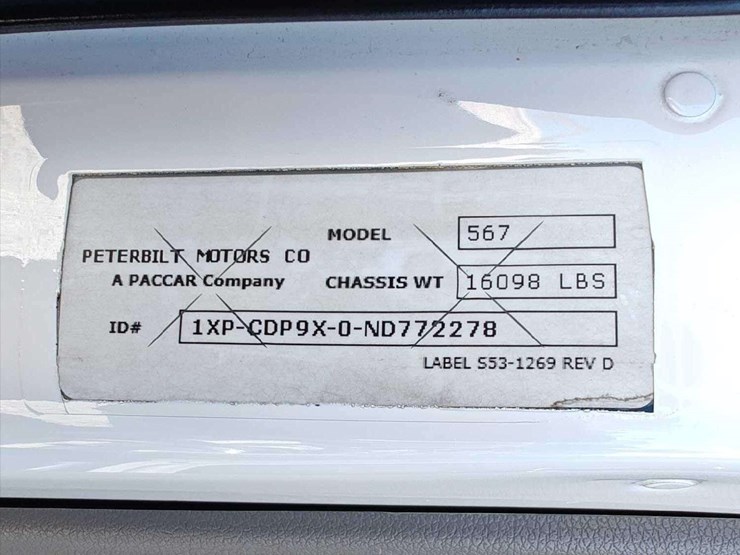 PETERBILT MOTORS CO
A PACCAR Company
MODEL 567
CHASSIS WT 16098 LBS
ID# 1XP-CDP9X-0-ND772278
LABEL S53-1269 REV D